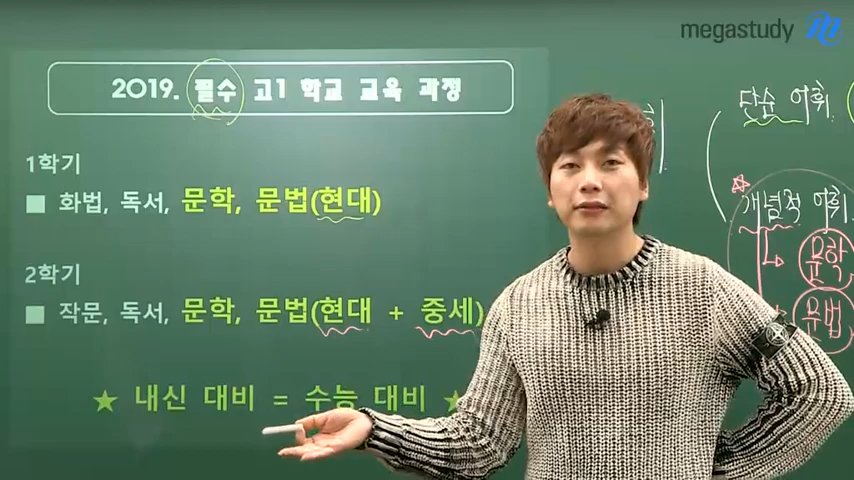 megastudy
2019. 필수 고1 학교 교육 과정
1학기
■ 화법, 독서, 문학, 문법(현대)
2학기
■ 작문, 독서, 문학, 문법(현대 + 중세)
★ 내신 대비 = 수능 대비 ★
단순 어휘
개념적 어휘
문학
문법